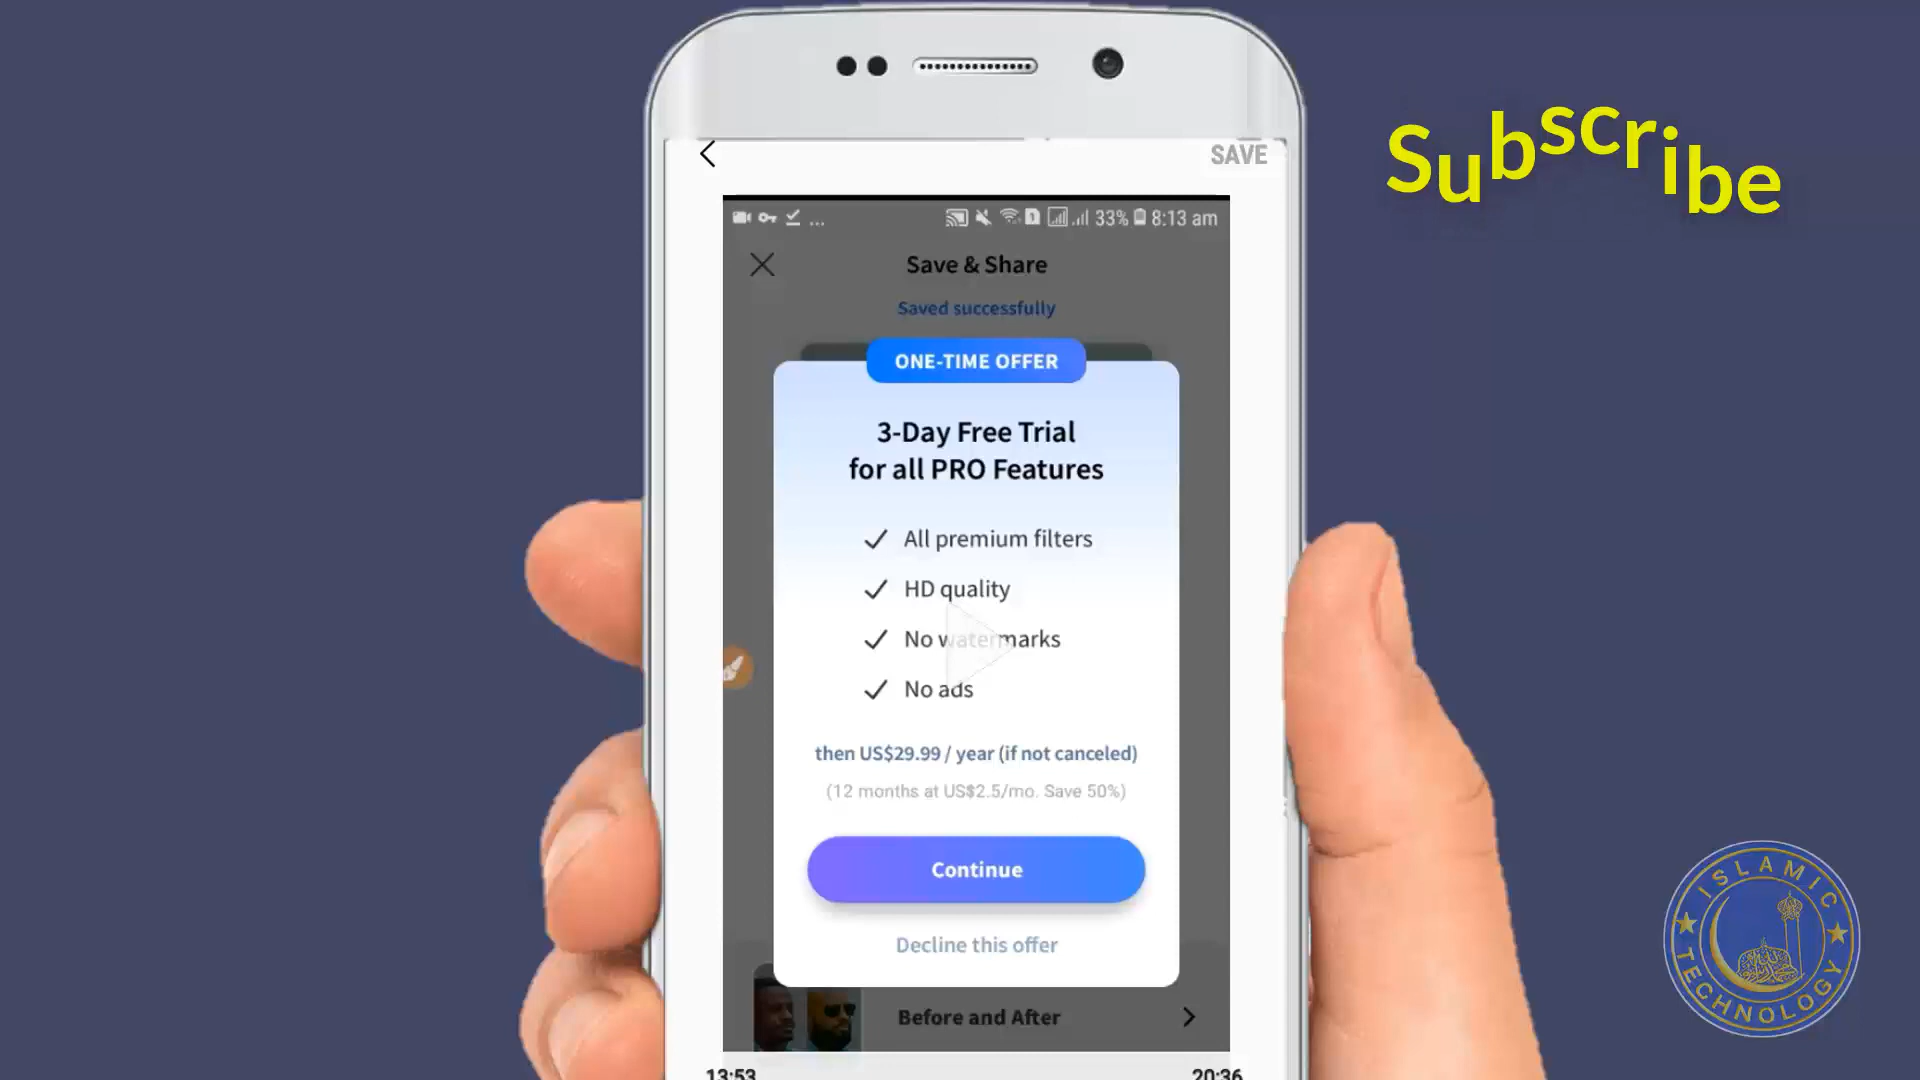 Subscribe
SAVE
... 1 33% 8:13 am
Save & Share
Saved successfully
ONE-TIME OFFER
3-Day Free Trial
for all PRO Features
All premium filters
HD quality
No watermarks
No ads
then US$29.99 / year (if not canceled)
(12 months at US$2.5/mo. Save 50%)
Continue
Decline this offer
Before and After
13:53
20:36
ISLAMIC
TECHNOLOGY